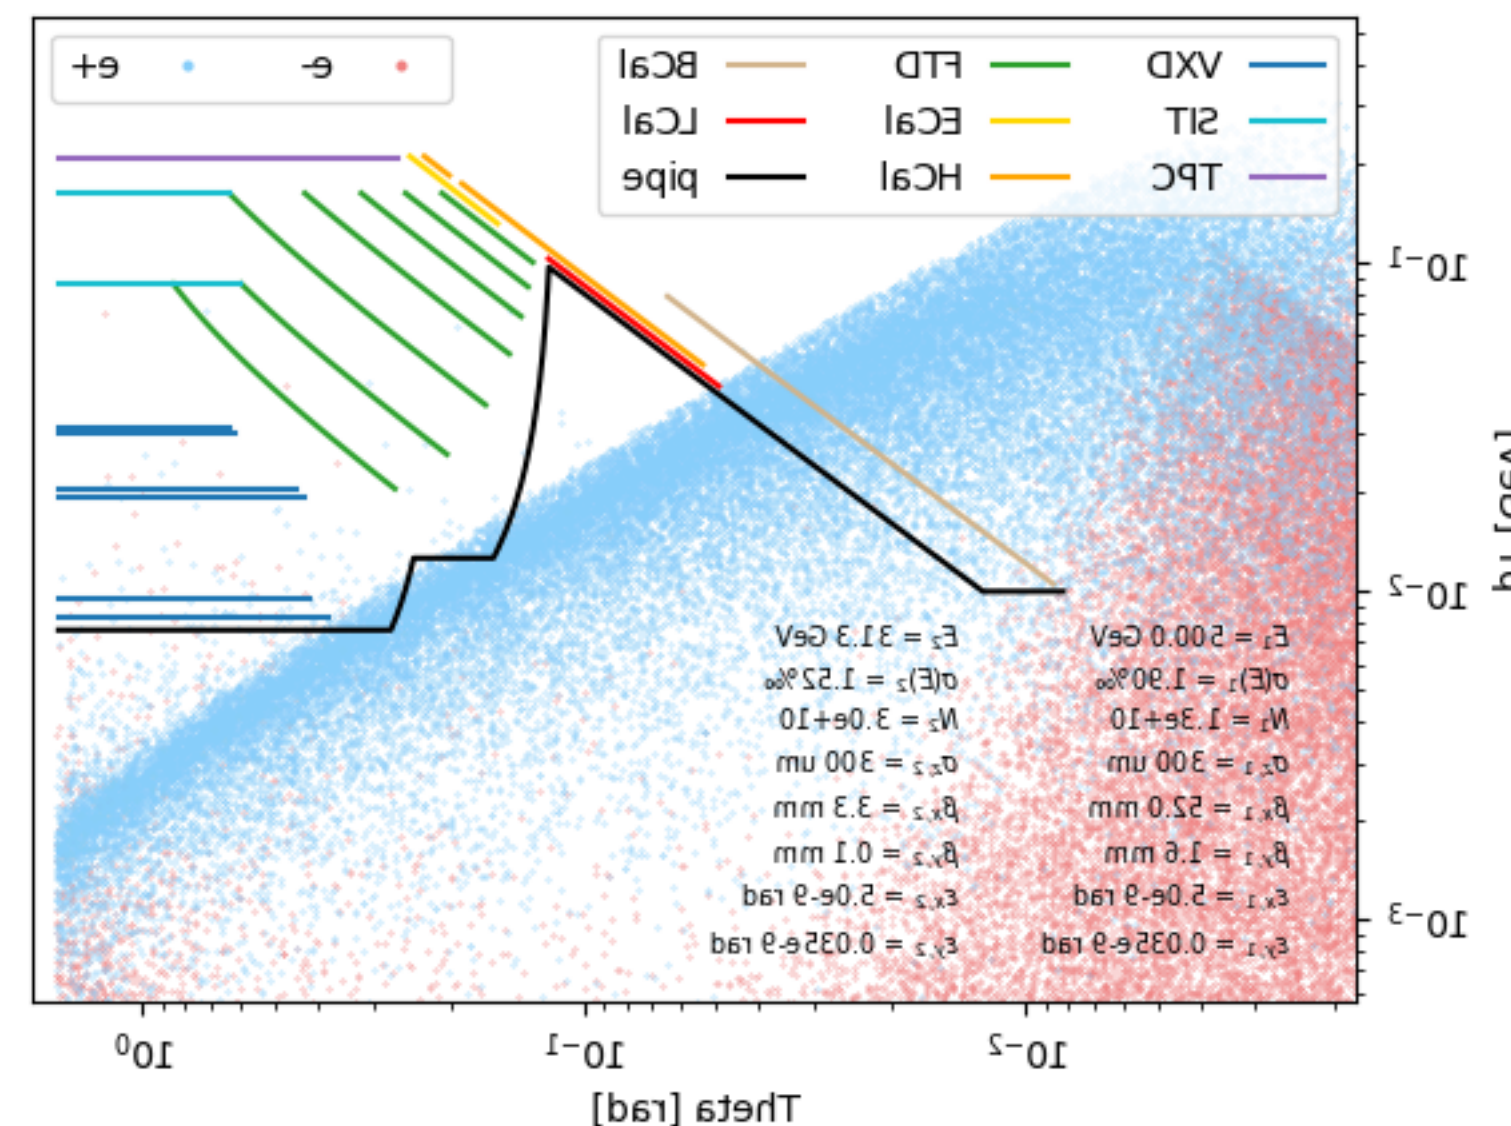 VXD FTD BCal
SIT ECal LCal
TPC HCal pipe
e- e+
10⁻¹
10⁻²
10⁻³
E₁ = 500.0 GeV
σ(E)₁ = 1.90‰
N₁ = 1.3e+10
σz,1 = 300 um
βx,1 = 52.0 mm
βy,1 = 1.6 mm
εx,1 = 5.0e-9 rad
εy,1 = 0.035e-9 rad
E₂ = 31.3 GeV
σ(E)₂ = 1.52‰
N₂ = 3.0e+10
σz,2 = 300 um
βx,2 = 3.3 mm
βy,2 = 0.1 mm
εx,2 = 5.0e-9 rad
εy,2 = 0.035e-9 rad
10⁻² 10⁻¹ 10⁰
Theta [rad]